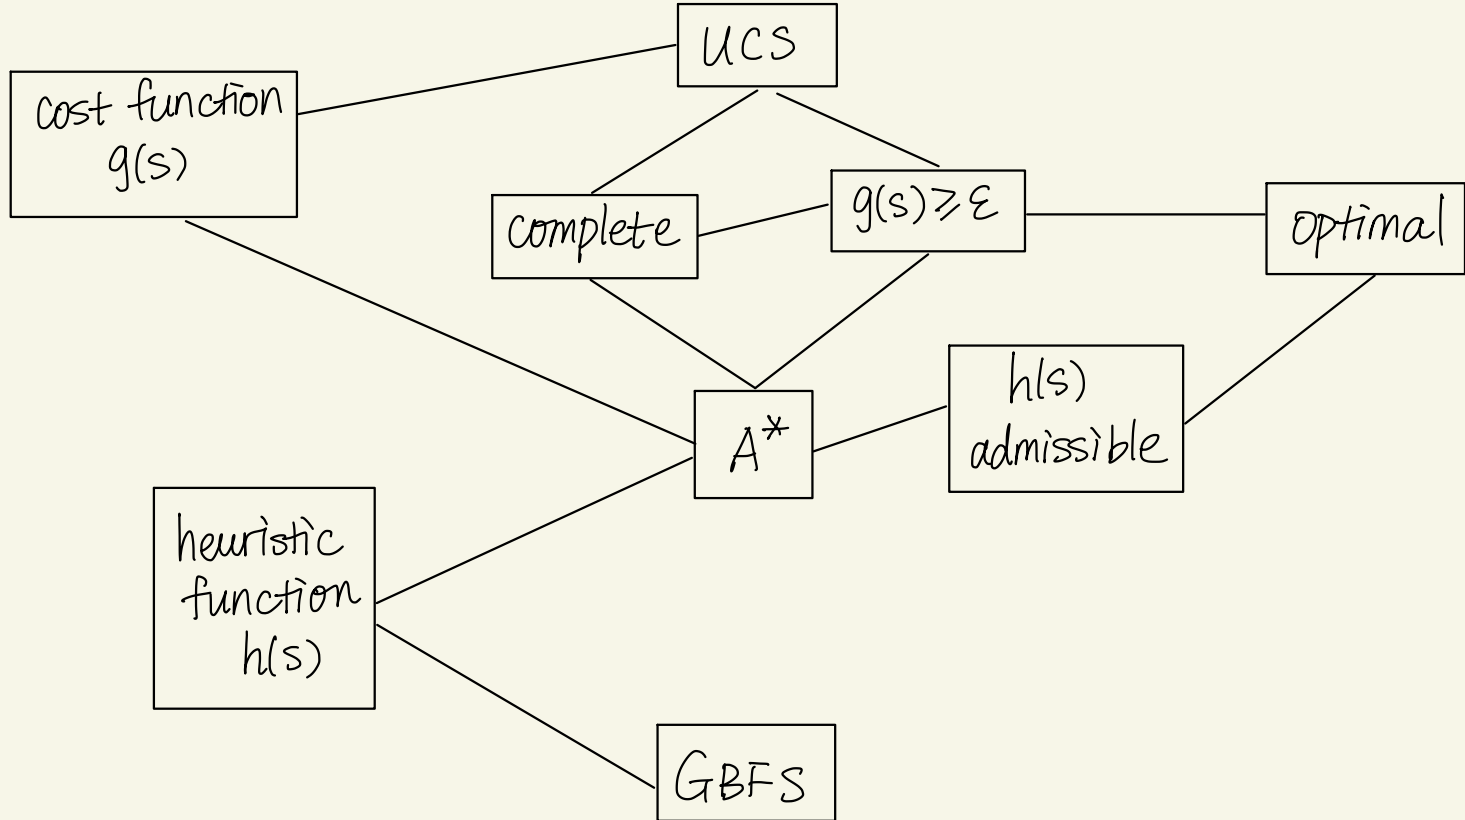 UCS
cost function
g(s)
complete
g(s) ⩾ ε
optimal
h(s)
admissible
A*
heuristic
function
h(s)
GBFS